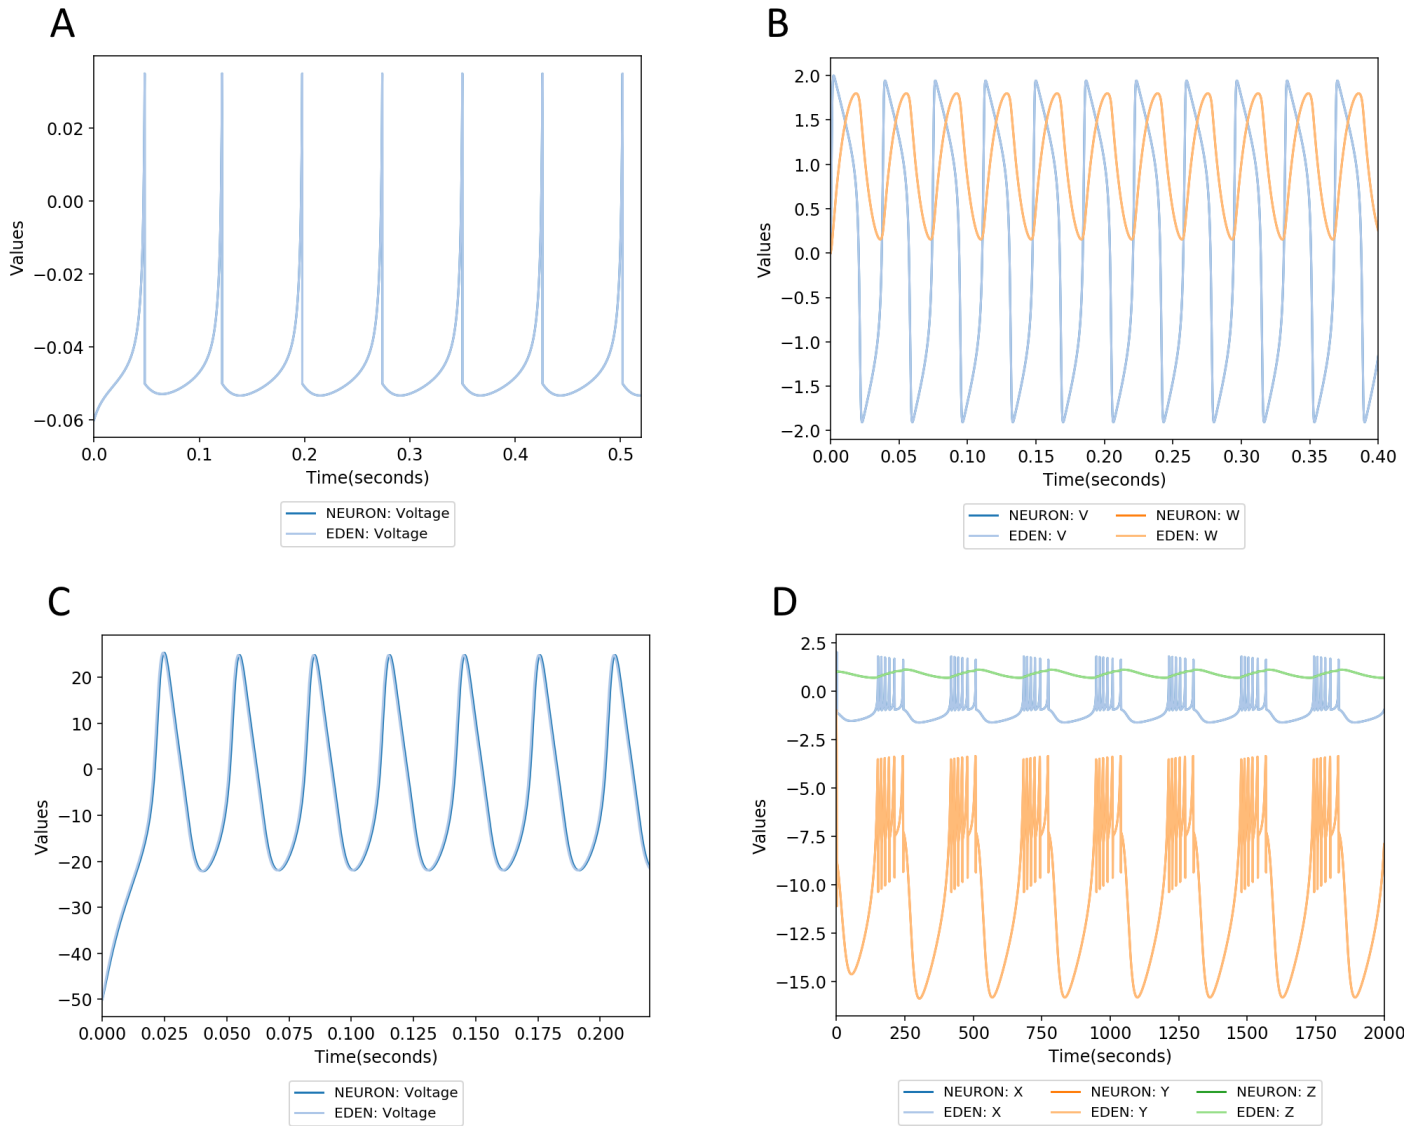 A
Values
0.02
0.00
−0.02
−0.04
−0.06
0.0 0.1 0.2 0.3 0.4 0.5
Time(seconds)
NEURON: Voltage
EDEN: Voltage
B
Values
2.0
1.5
1.0
0.5
0.0
−0.5
−1.0
−1.5
−2.0
0.00 0.05 0.10 0.15 0.20 0.25 0.30 0.35 0.40
Time(seconds)
NEURON: V NEURON: W
EDEN: V EDEN: W
C
Values
20
10
0
−10
−20
−30
−40
−50
0.000 0.025 0.050 0.075 0.100 0.125 0.150 0.175 0.200
Time(seconds)
NEURON: Voltage
EDEN: Voltage
D
Values
2.5
0.0
−2.5
−5.0
−7.5
−10.0
−12.5
−15.0
0 250 500 750 1000 1250 1500 1750 2000
Time(seconds)
NEURON: X NEURON: Y NEURON: Z
EDEN: X EDEN: Y EDEN: Z